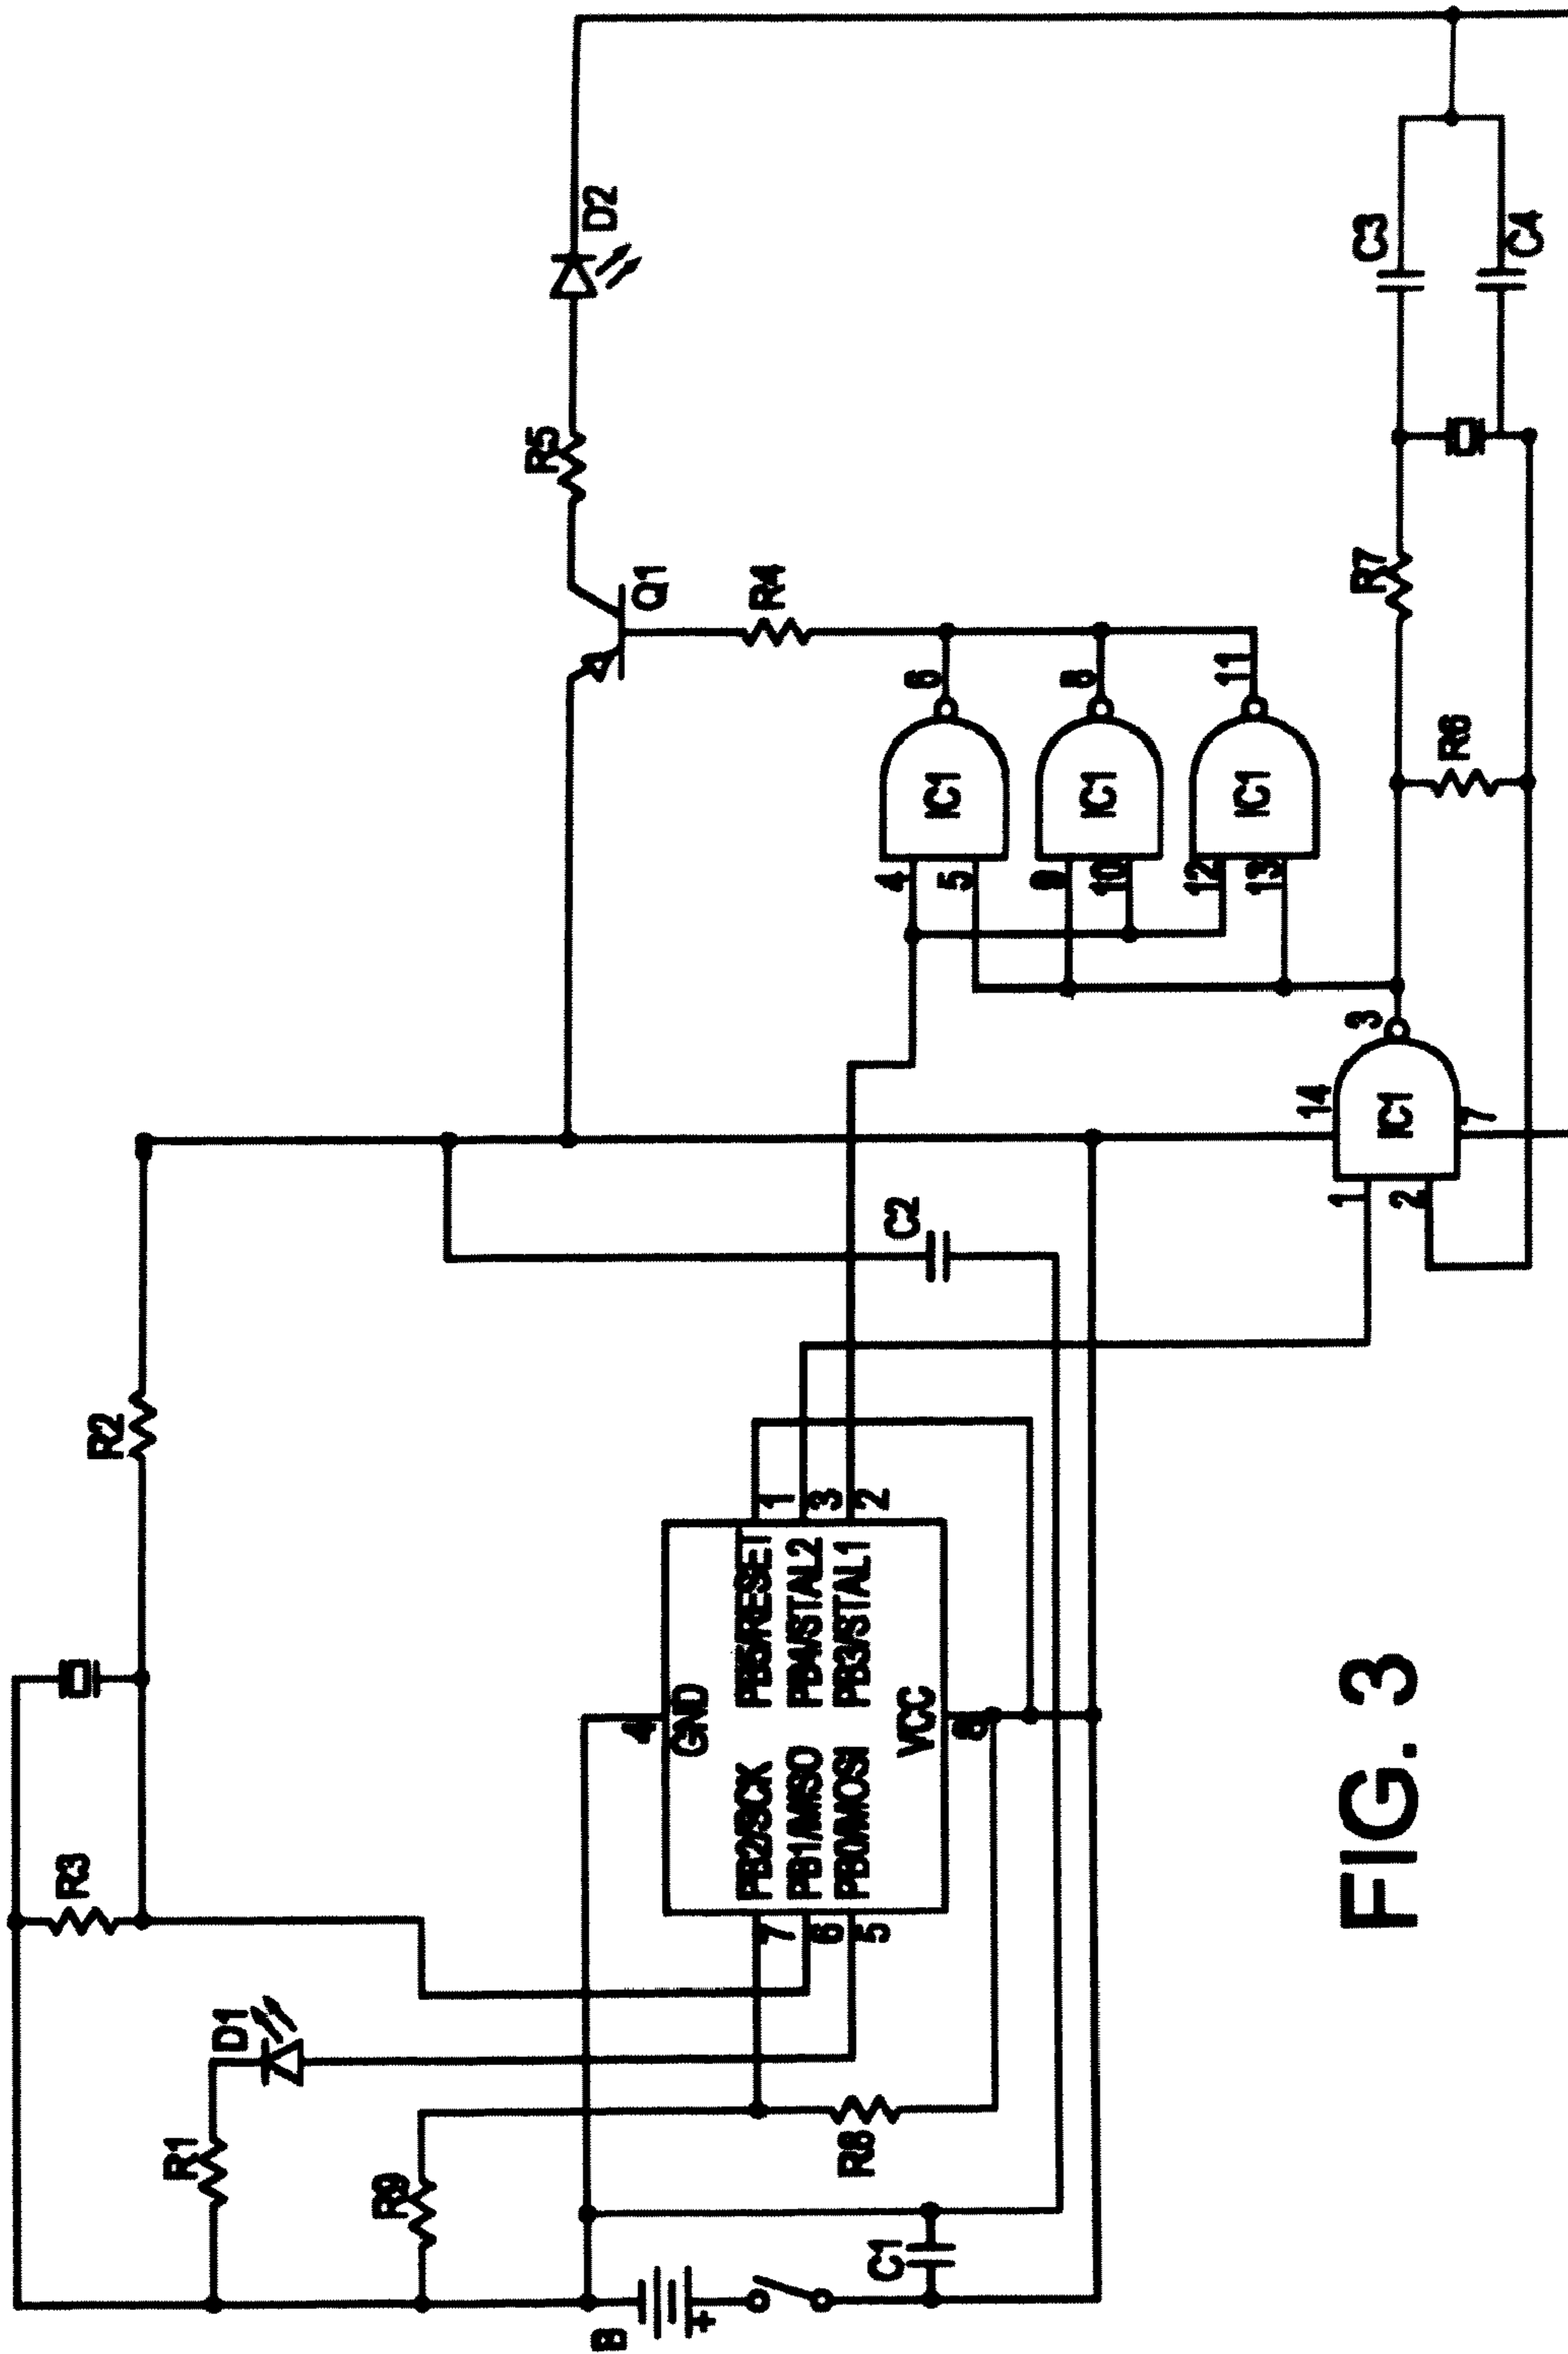 R3
R2
D1
R1
R9
B
+
4
GND
PB2/SCK
PB1/MISO
PB0/MOSI
PB5/RESET
PB4/STAL2
PB3/STAL1
VCC
7
6
5
1
3
2
8
R8
C1
C2
D2
R5
Q1
R4
4
5
IC1
6
9
10
IC1
8
12
13
IC1
11
1
2
14
IC1
7
3
R7
R6
C3
C4
FIG. 3